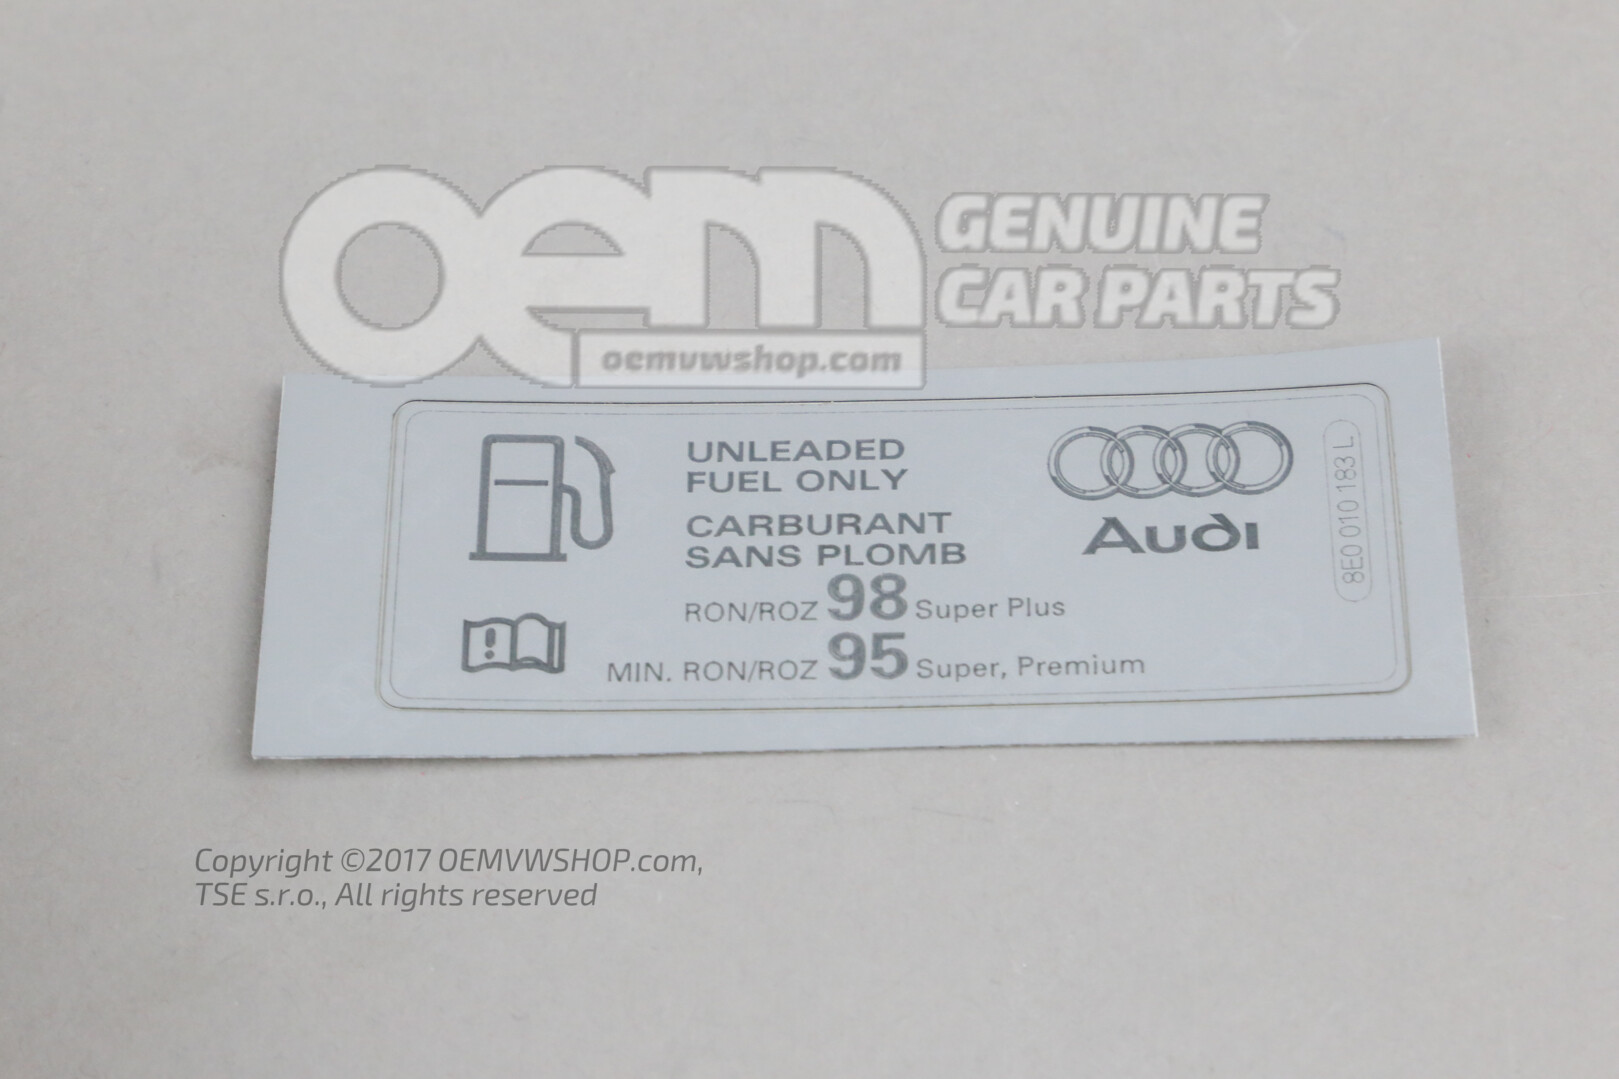 oem
GENUINE
CAR PARTS
oemvwshop.com
UNLEADED
FUEL ONLY
CARBURANT
SANS PLOMB
RON/ROZ 98 Super Plus
MIN. RON/ROZ 95 Super, Premium
Audi
8E0 010 183 L
Copyright ©2017 OEMVWSHOP.com,
TSE s.r.o., All rights reserved